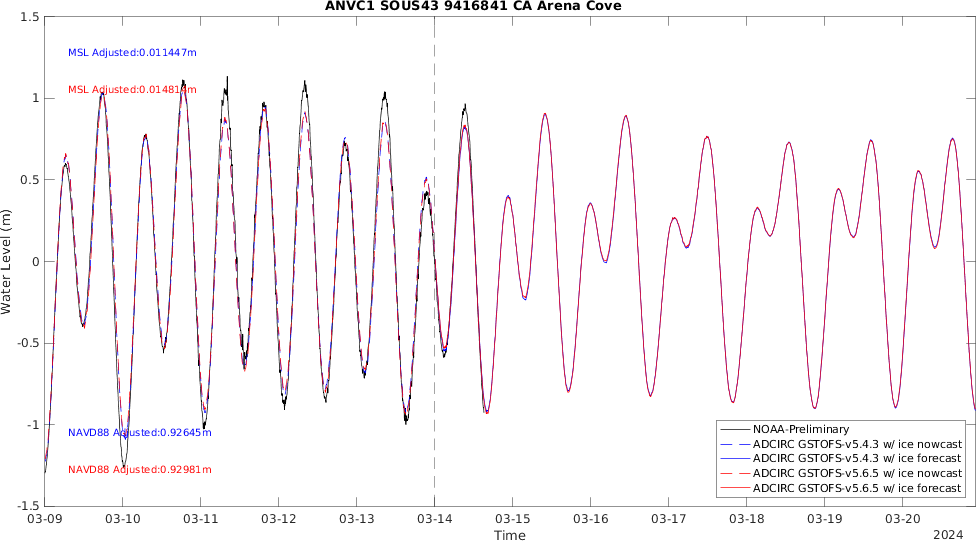 ANVC1 SOUS43 9416841 CA Arena Cove
1.5
1
0.5
0
-0.5
-1
-1.5
Water Level (m)
MSL Adjusted:0.011447m
MSL Adjusted:0.014814m
NAVD88 Adjusted:0.92645m
NAVD88 Adjusted:0.92981m
NOAA-Preliminary
ADCIRC GSTOFS-v5.4.3 w/ ice nowcast
ADCIRC GSTOFS-v5.4.3 w/ ice forecast
ADCIRC GSTOFS-v5.6.5 w/ ice nowcast
ADCIRC GSTOFS-v5.6.5 w/ ice forecast
03-09 03-10 03-11 03-12 03-13 03-14 03-15 03-16 03-17 03-18 03-19 03-20
Time
2024